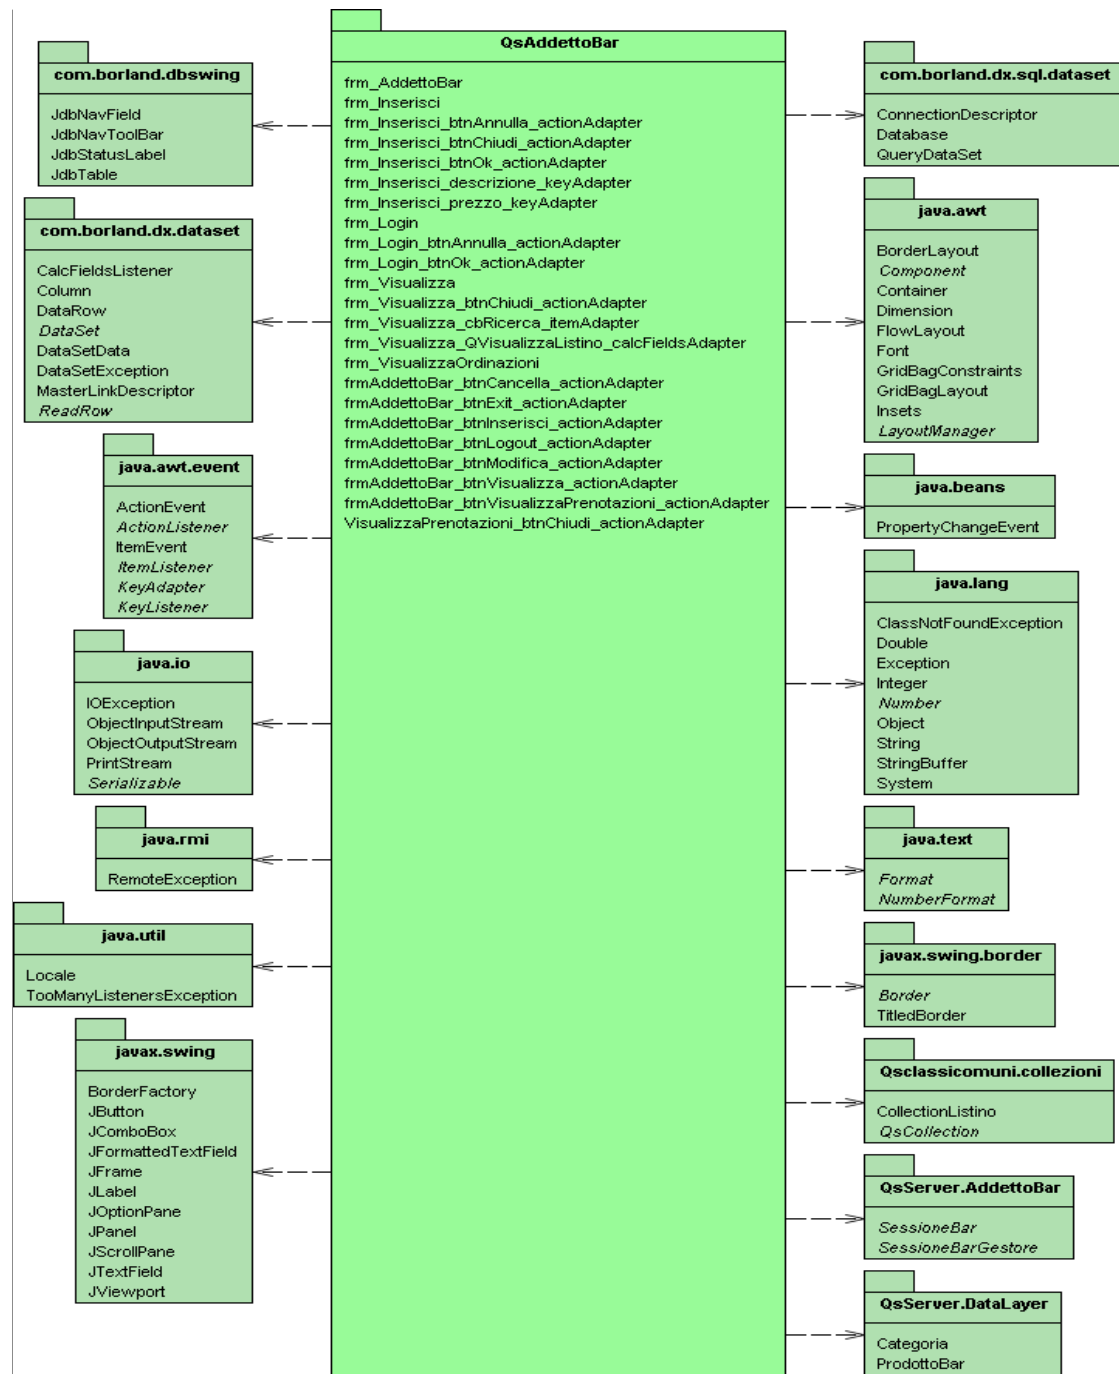 com.borland.dbswing
JdbNavField
JdbNavToolBar
JdbStatusLabel
JdbTable
com.borland.dx.dataset
CalcFieldsListener
Column
DataRow
DataSet
DataSetData
DataSetException
MasterLinkDescriptor
ReadRow
java.awt.event
ActionEvent
ActionListener
ItemEvent
ItemListener
KeyAdapter
KeyListener
java.io
IOException
ObjectInputStream
ObjectOutputStream
PrintStream
Serializable
java.rmi
RemoteException
java.util
Locale
TooManyListenersException
javax.swing
BorderFactory
JButton
JComboBox
JFormattedTextField
JFrame
JLabel
JOptionPane
JPanel
JScrollPane
JTextField
JViewport
QsAddettoBar
frm_AddettoBar
frm_Inserisci
frm_Inserisci_btnAnnulla_actionAdapter
frm_Inserisci_btnChiudi_actionAdapter
frm_Inserisci_btnOk_actionAdapter
frm_Inserisci_descrizione_keyAdapter
frm_Inserisci_prezzo_keyAdapter
frm_Login
frm_Login_btnAnnulla_actionAdapter
frm_Login_btnOk_actionAdapter
frm_Visualizza
frm_Visualizza_btnChiudi_actionAdapter
frm_Visualizza_cbRicerca_itemAdapter
frm_Visualizza_QVisualizzaListino_calcFieldsAdapter
frm_VisualizzaOrdinazioni
frmAddettoBar_btnCancella_actionAdapter
frmAddettoBar_btnExit_actionAdapter
frmAddettoBar_btnInserisci_actionAdapter
frmAddettoBar_btnLogout_actionAdapter
frmAddettoBar_btnModifica_actionAdapter
frmAddettoBar_btnVisualizza_actionAdapter
frmAddettoBar_btnVisualizzaPrenotazioni_actionAdapter
VisualizzaPrenotazioni_btnChiudi_actionAdapter
com.borland.dx.sql.dataset
ConnectionDescriptor
Database
QueryDataSet
java.awt
BorderLayout
Component
Container
Dimension
FlowLayout
Font
GridBagConstraints
GridBagLayout
Insets
LayoutManager
java.beans
PropertyChangeEvent
java.lang
ClassNotFoundException
Double
Exception
Integer
Number
Object
String
StringBuffer
System
java.text
Format
NumberFormat
javax.swing.border
Border
TitledBorder
Qsclassicomuni.collezioni
CollectionListino
QsCollection
QsServer.AddettoBar
SessioneBar
SessioneBarGestore
QsServer.DataLayer
Categoria
ProdottoBar